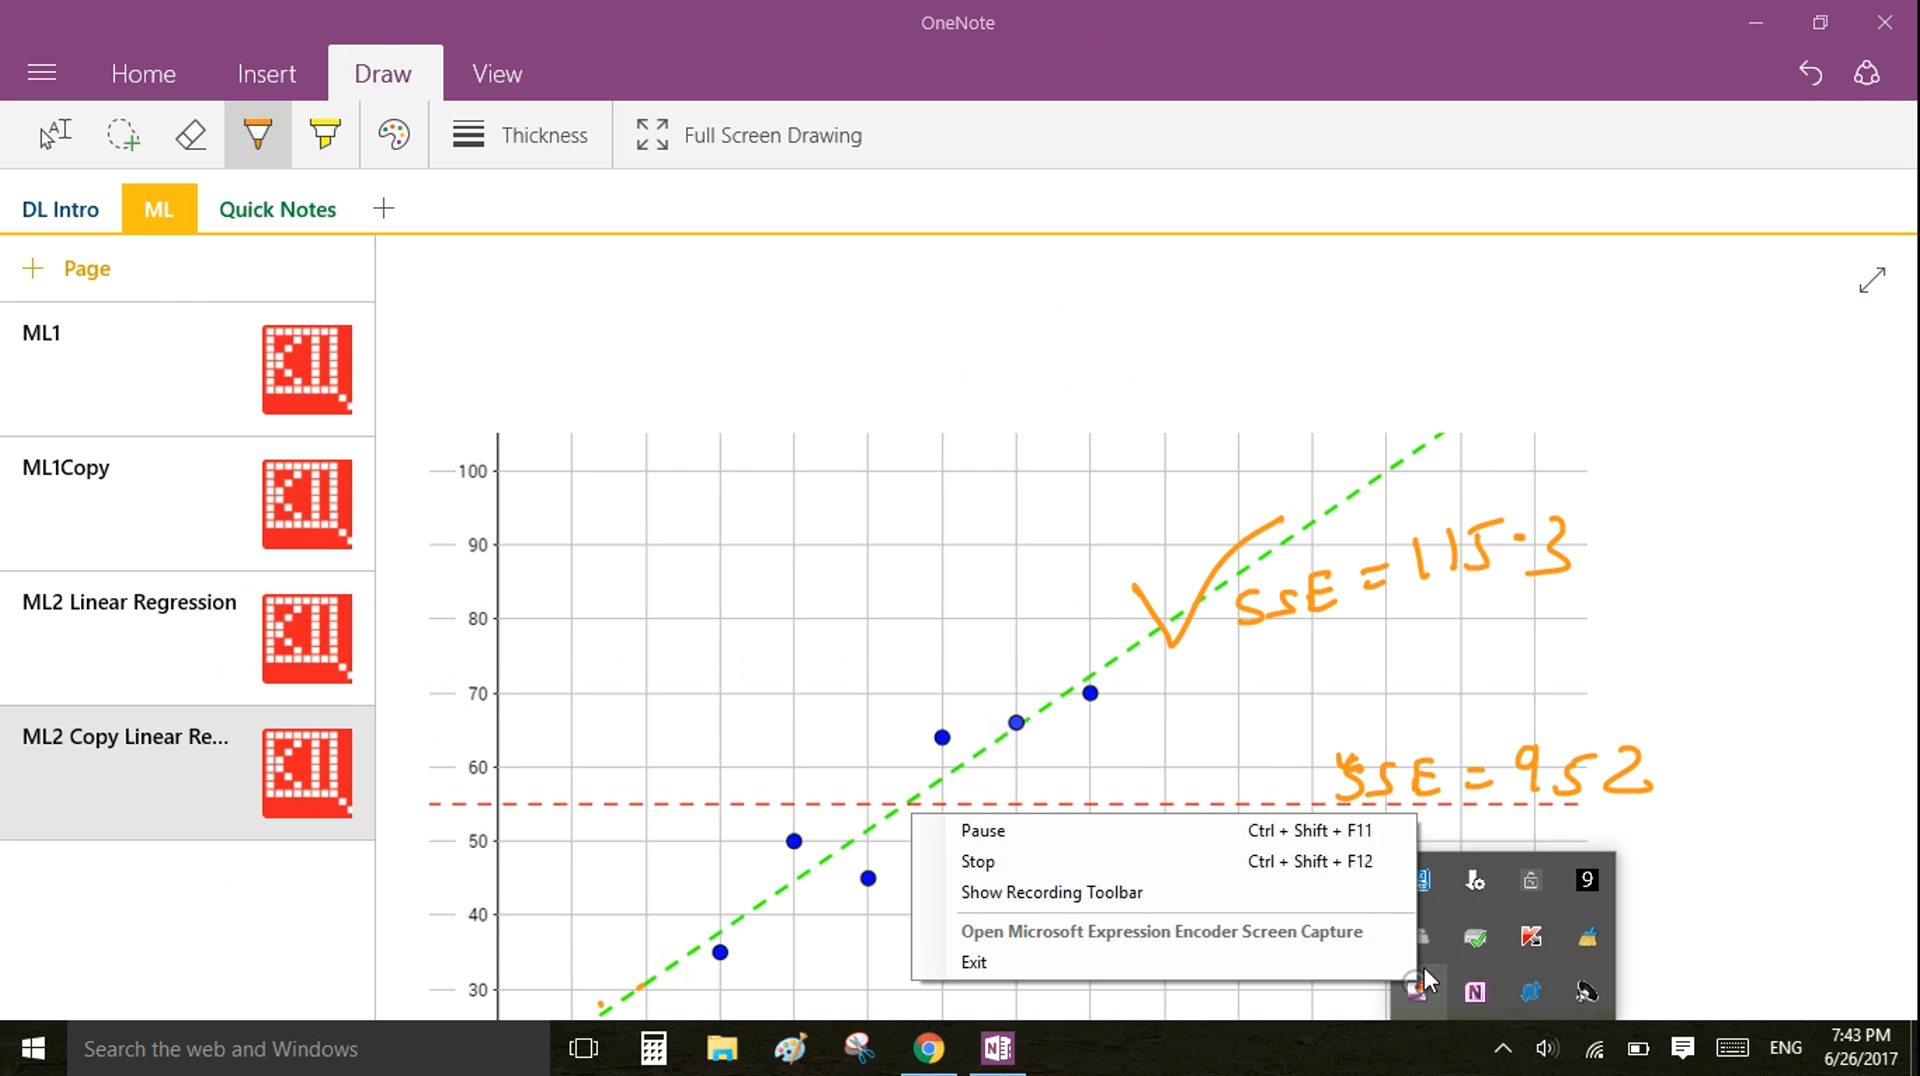 OneNote
Home Insert Draw View
Thickness Full Screen Drawing
DL Intro ML Quick Notes
Page
ML1
ML1Copy
ML2 Linear Regression
ML2 Copy Linear Re...
100
90
80
70
60
50
40
30
SSE = 115.3
SSE = 952
Pause Ctrl + Shift + F11
Stop Ctrl + Shift + F12
Show Recording Toolbar
Open Microsoft Expression Encoder Screen Capture
Exit
9
Search the web and Windows
ENG
7:43 PM
6/26/2017